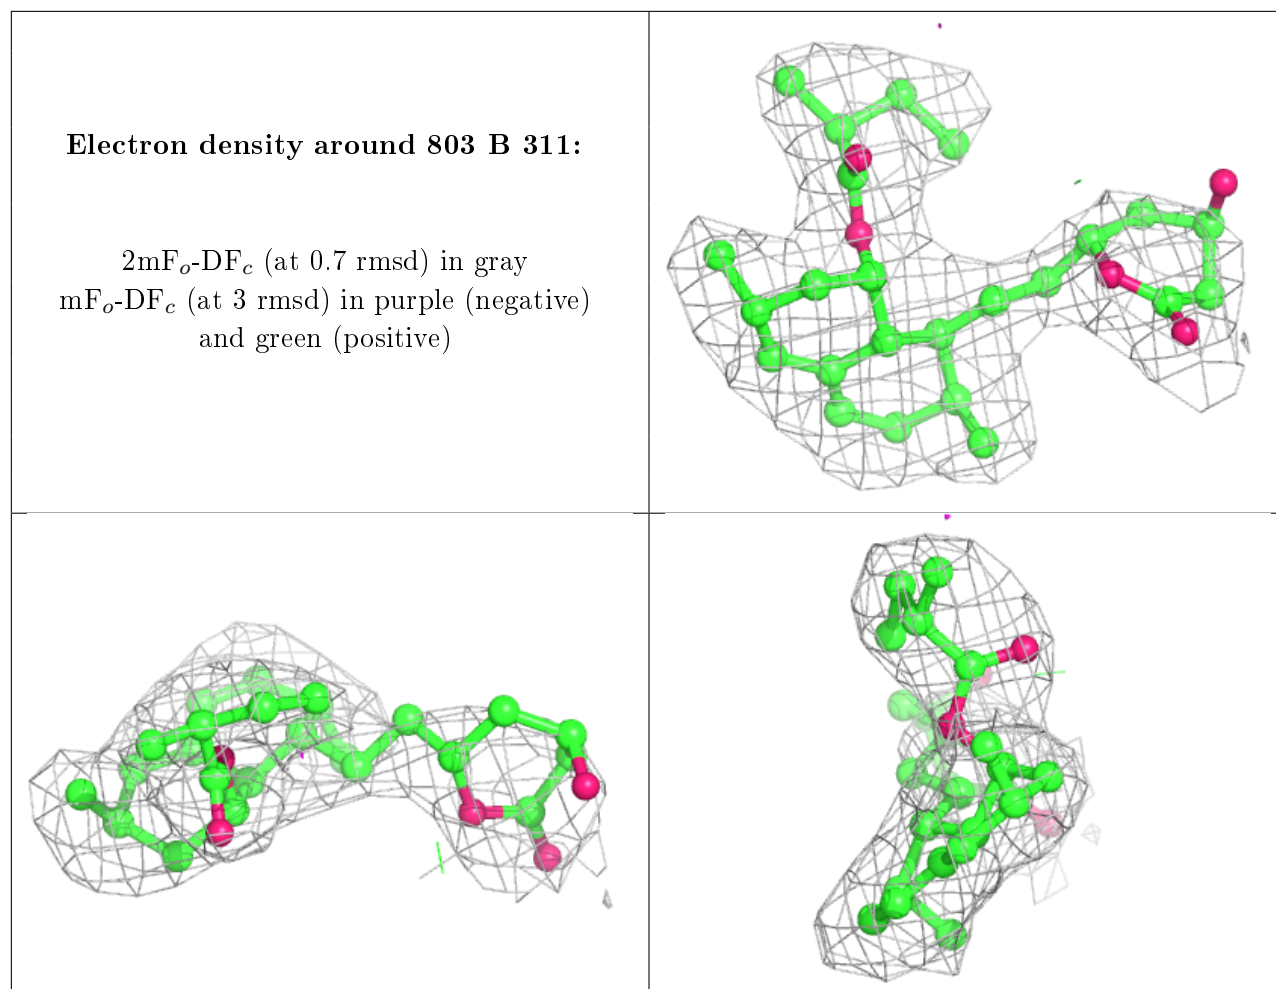 Electron density around 803 B 311:
2mFo-DFc (at 0.7 rmsd) in gray
mFo-DFc (at 3 rmsd) in purple (negative)
and green (positive)